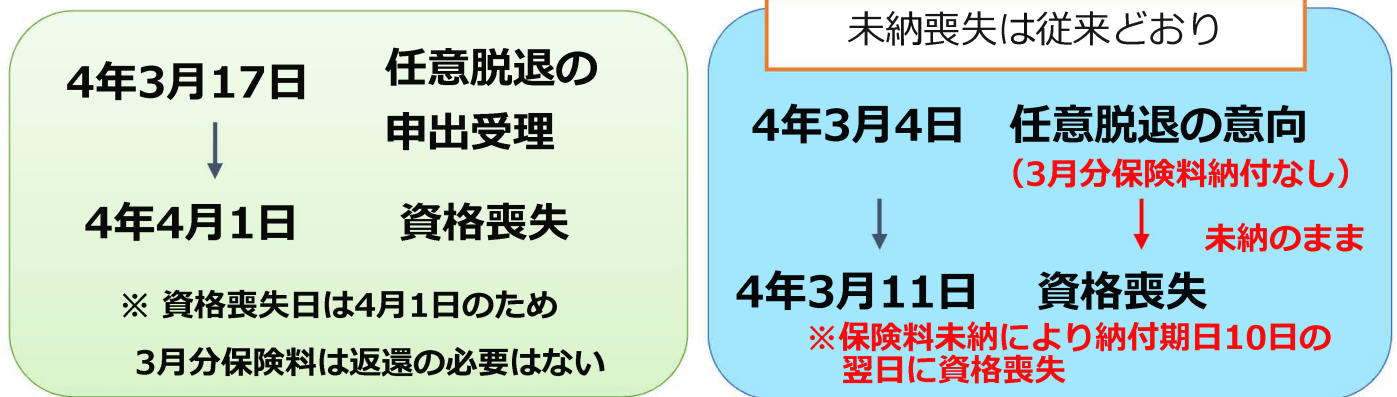 4年3月17日
任意脱退の
申出受理
4年4月1日
資格喪失
※ 資格喪失日は4月1日のため
3月分保険料は返還の必要はない
未納喪失は従来どおり
4年3月4日
任意脱退の意向
（3月分保険料納付なし）
未納のまま
4年3月11日
資格喪失
※保険料未納により納付期日10日の
翌日に資格喪失